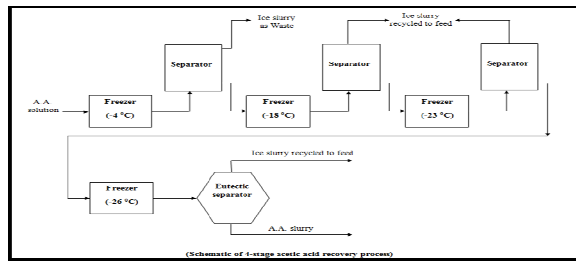 Ice slurry
as Waste
Ice slurry
recycled to feed
Separator
Separator
Separator
A.A.
solution
Freezer
(-4 °C)
Freezer
(-18 °C)
Freezer
(-23 °C)
Ice slurry recycled to feed
Freezer
(-26 °C)
Eutectic
separator
A.A. slurry
(Schematic of 4-stage acetic acid recovery process)